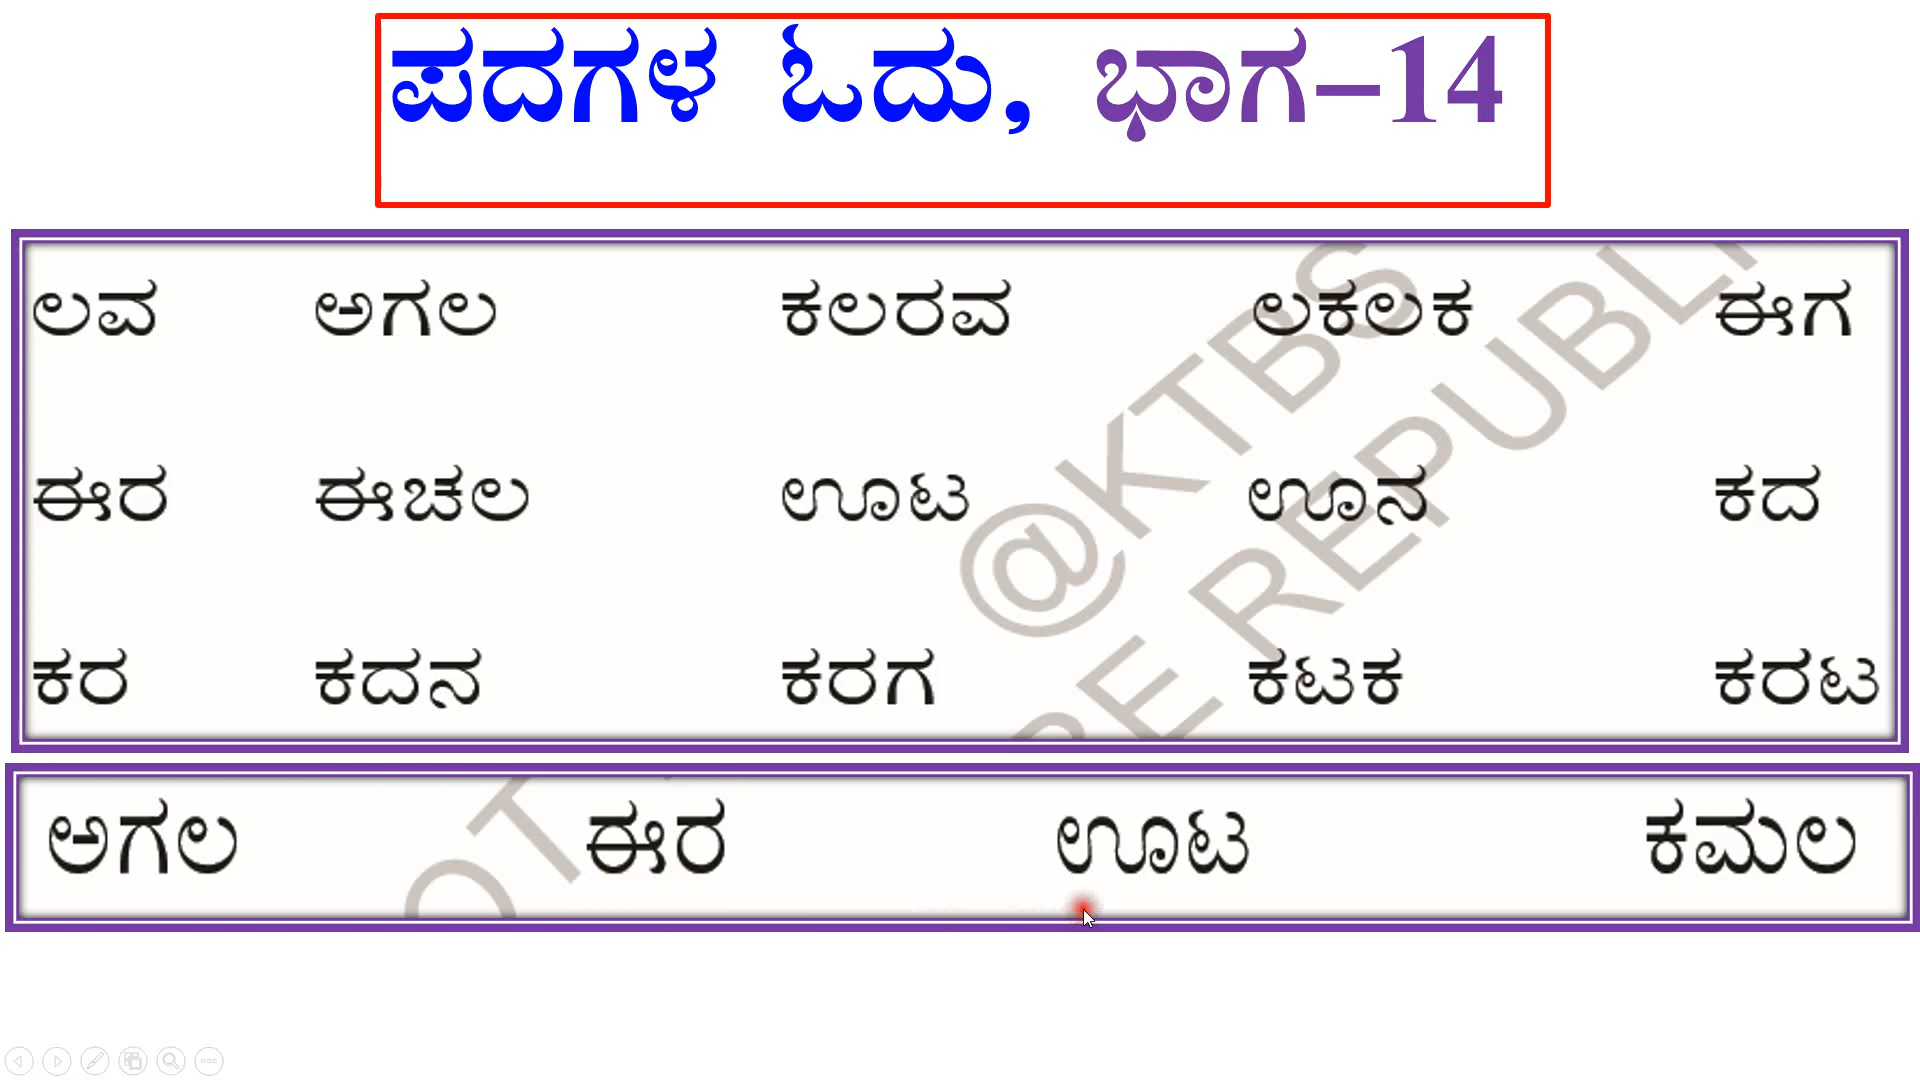 ಪದಗಳ ಓದು, ಭಾಗ–14
ಲವ ಅಗಲ ಕಲರವ ಲಕಲಕ ಈಗ
ಈರ ಈಚಲ ಊಟ ಊನ ಕದ
ಕರ ಕದನ ಕರಗ ಕಟಕ ಕರಟ
ಅಗಲ ಈರ ಊಟ ಕಮಲ
@KTBS